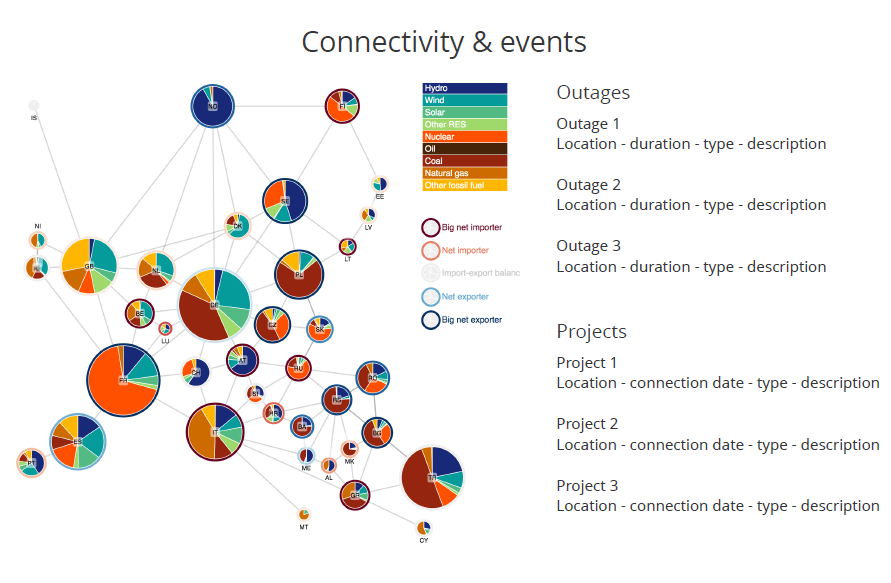 Connectivity & events
Hydro
Wind
Solar
Other RES
Nuclear
Oil
Coal
Natural gas
Other fossil fuel
Big net importer
Net importer
Import-export balanc
Net exporter
Big net exporter
IS
NO
FI
SE
EE
LV
LT
DK
NI
GB
NL
PL
DE
BE
LU
CZ
SK
FR
CH
AT
HU
RO
SI
HR
RS
BA
BG
IT
ES
PT
ME
AL
MK
GR
TR
MT
CY
Outages
Outage 1
Location - duration - type - description
Outage 2
Location - duration - type - description
Outage 3
Location - duration - type - description
Projects
Project 1
Location - connection date - type - description
Project 2
Location - connection date - type - description
Project 3
Location - connection date - type - description